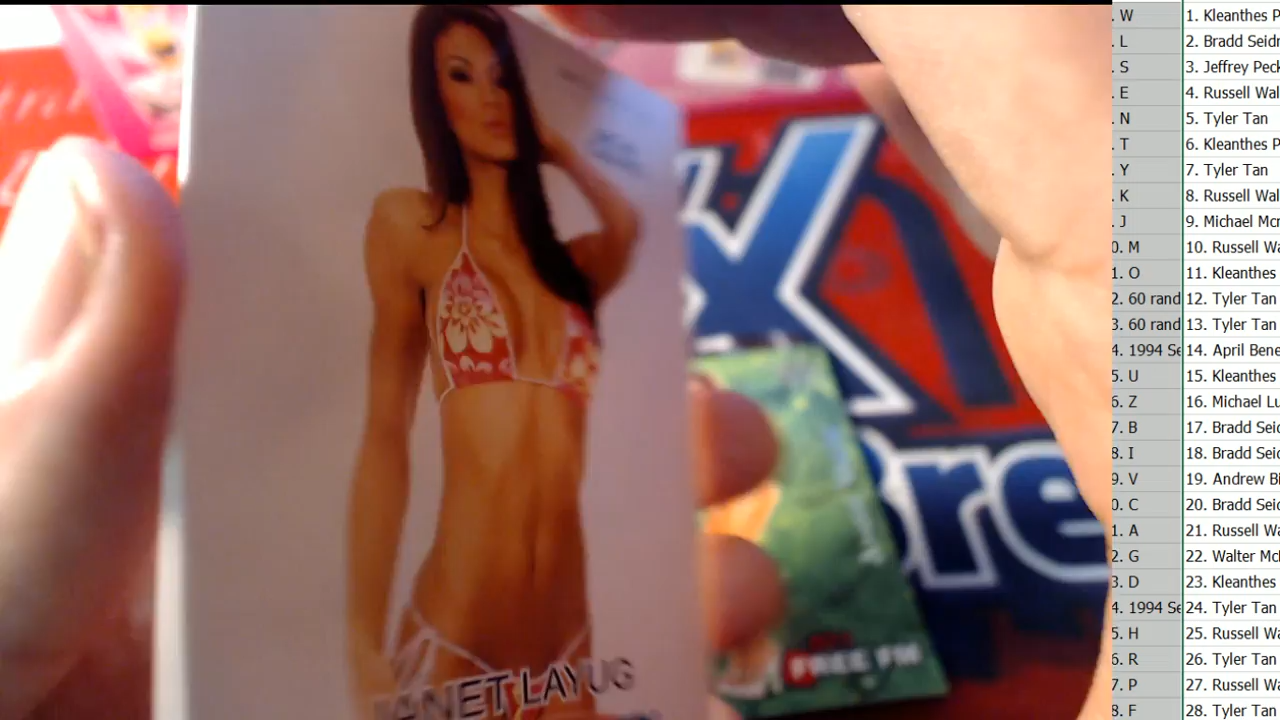 JANET LAYUG
FREE FM
. W
. L
. S
. E
. N
. T
. Y
. K
. J
0. M
1. O
2. 60 rand
3. 60 rand
4. 1994 Se
5. U
6. Z
7. B
8. I
9. V
0. C
1. A
2. G
3. D
4. 1994 Se
5. H
6. R
7. P
8. F
1. Kleanthes P
2. Bradd Seidr
3. Jeffrey Peck
4. Russell Wal
5. Tyler Tan
6. Kleanthes P
7. Tyler Tan
8. Russell Wal
9. Michael Mcr
10. Russell Wa
11. Kleanthes
12. Tyler Tan
13. Tyler Tan
14. April Bene
15. Kleanthes
16. Michael Lu
17. Bradd Seid
18. Bradd Seid
19. Andrew Bi
20. Bradd Seid
21. Russell Wa
22. Walter McI
23. Kleanthes
24. Tyler Tan
25. Russell Wa
26. Tyler Tan
27. Russell Wa
28. Tyler Tan